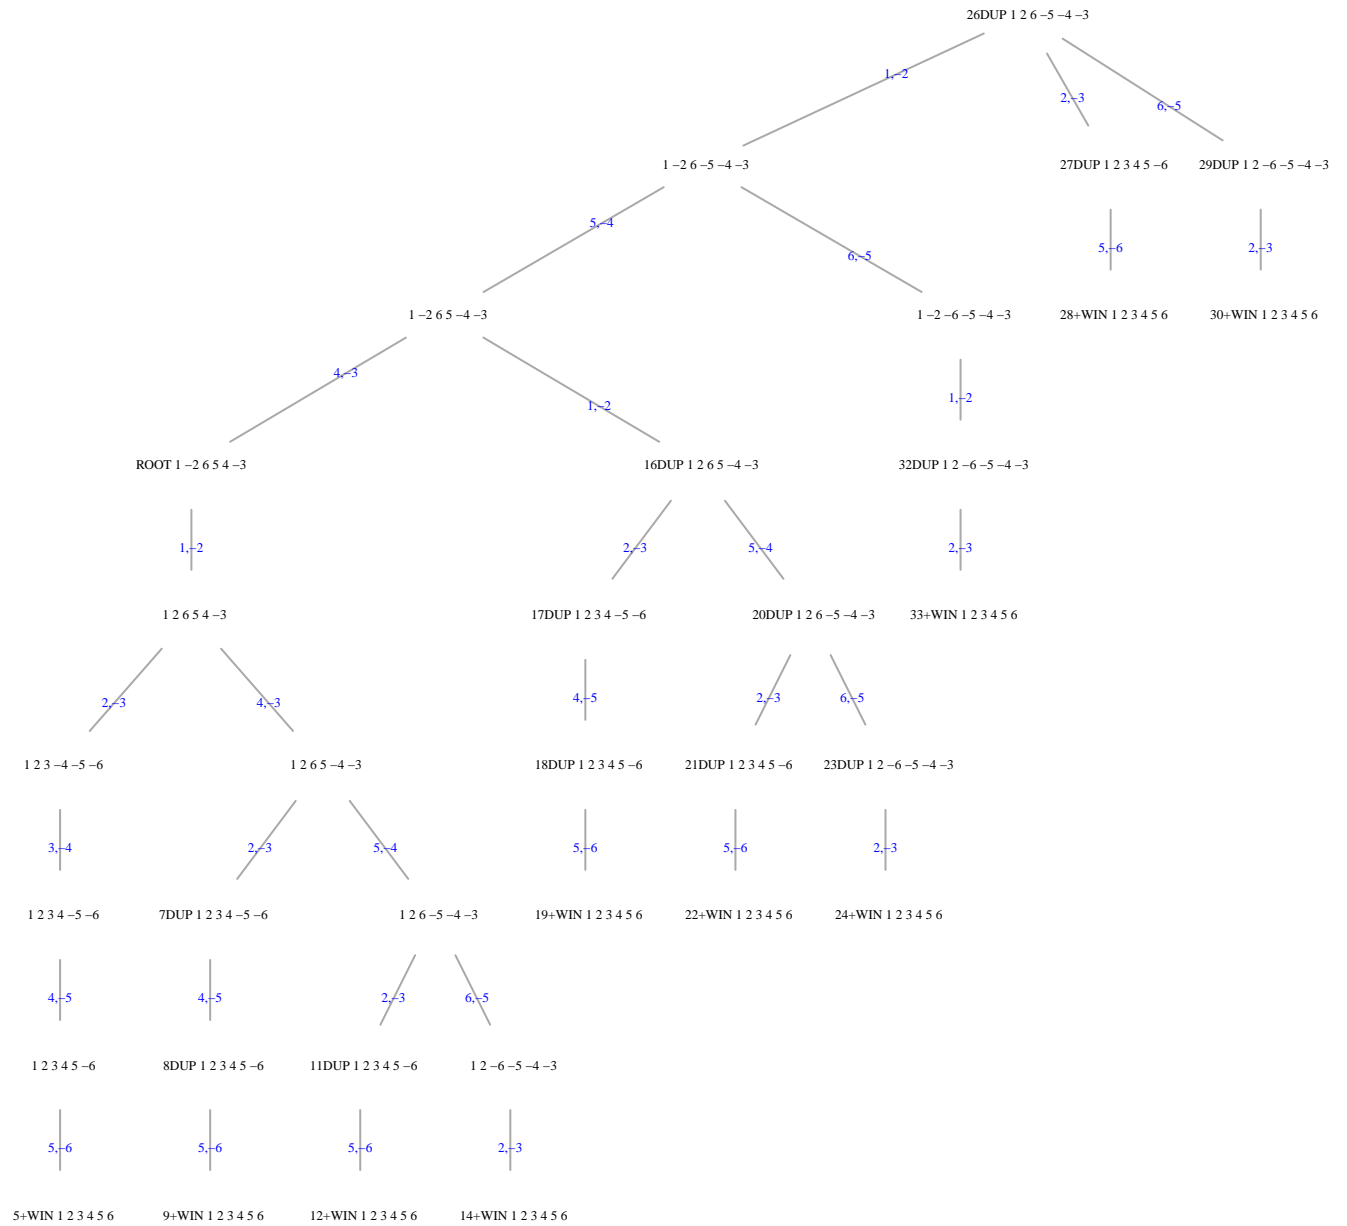 26DUP 1 2 6 −5 −4 −3
1,−2
2,−3
6,−5
1 −2 6 −5 −4 −3
27DUP 1 2 3 4 5 −6
29DUP 1 2 −6 −5 −4 −3
5,−4
6,−5
5,−6
2,−3
1 −2 6 5 −4 −3
1 −2 −6 −5 −4 −3
28+WIN 1 2 3 4 5 6
30+WIN 1 2 3 4 5 6
4,−3
1,−2
1,−2
ROOT 1 −2 6 5 4 −3
16DUP 1 2 6 5 −4 −3
32DUP 1 2 −6 −5 −4 −3
1,−2
2,−3
5,−4
2,−3
1 2 6 5 4 −3
17DUP 1 2 3 4 −5 −6
20DUP 1 2 6 −5 −4 −3
33+WIN 1 2 3 4 5 6
2,−3
4,−3
4,−5
2,−3
6,−5
1 2 3 −4 −5 −6
1 2 6 5 −4 −3
18DUP 1 2 3 4 5 −6
21DUP 1 2 3 4 5 −6
23DUP 1 2 −6 −5 −4 −3
3,−4
2,−3
5,−4
5,−6
5,−6
2,−3
1 2 3 4 −5 −6
7DUP 1 2 3 4 −5 −6
1 2 6 −5 −4 −3
19+WIN 1 2 3 4 5 6
22+WIN 1 2 3 4 5 6
24+WIN 1 2 3 4 5 6
4,−5
4,−5
2,−3
6,−5
1 2 3 4 5 −6
8DUP 1 2 3 4 5 −6
11DUP 1 2 3 4 5 −6
1 2 −6 −5 −4 −3
5,−6
5,−6
5,−6
2,−3
5+WIN 1 2 3 4 5 6
9+WIN 1 2 3 4 5 6
12+WIN 1 2 3 4 5 6
14+WIN 1 2 3 4 5 6